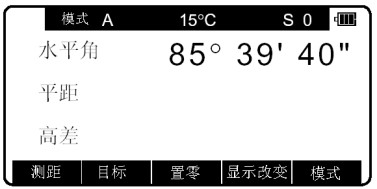 模式 A 15°C S 0
水平角 85° 39' 40"
平距
高差
测距 目标 置零 显示改变 模式